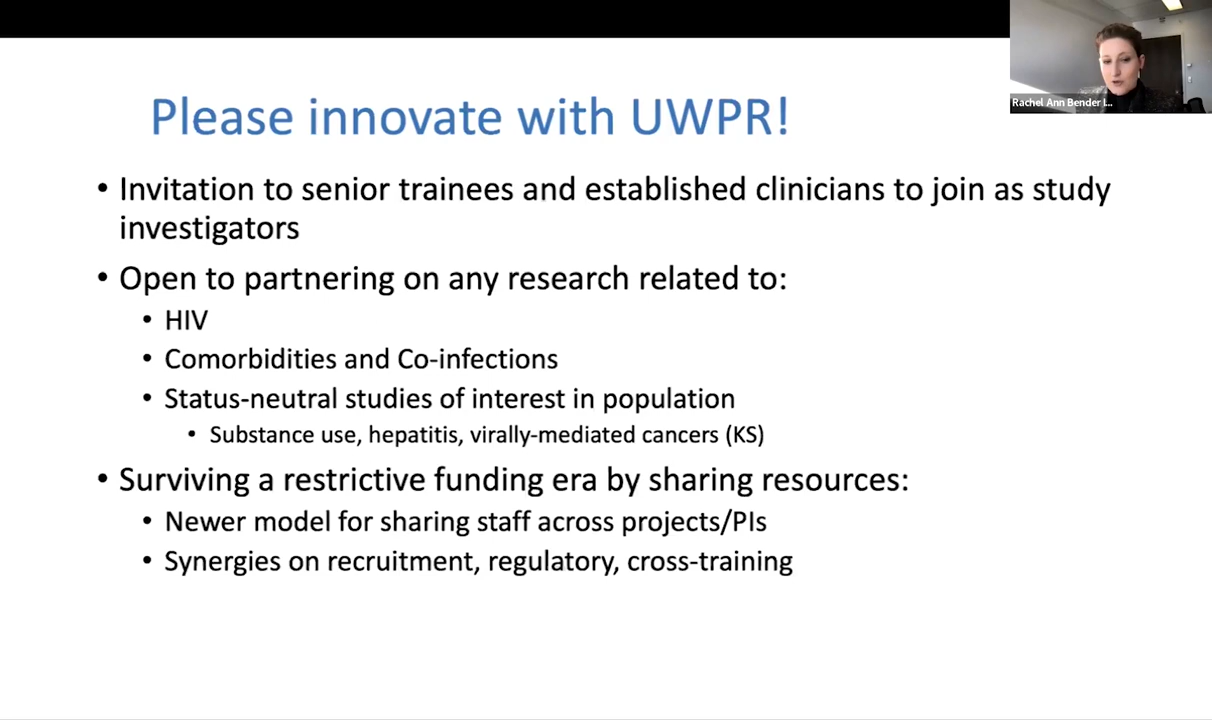 Please innovate with UWPR!
Rachel Ann Bender I...
• Invitation to senior trainees and established clinicians to join as study
investigators
• Open to partnering on any research related to:
• HIV
• Comorbidities and Co-infections
• Status-neutral studies of interest in population
• Substance use, hepatitis, virally-mediated cancers (KS)
• Surviving a restrictive funding era by sharing resources:
• Newer model for sharing staff across projects/PIs
• Synergies on recruitment, regulatory, cross-training